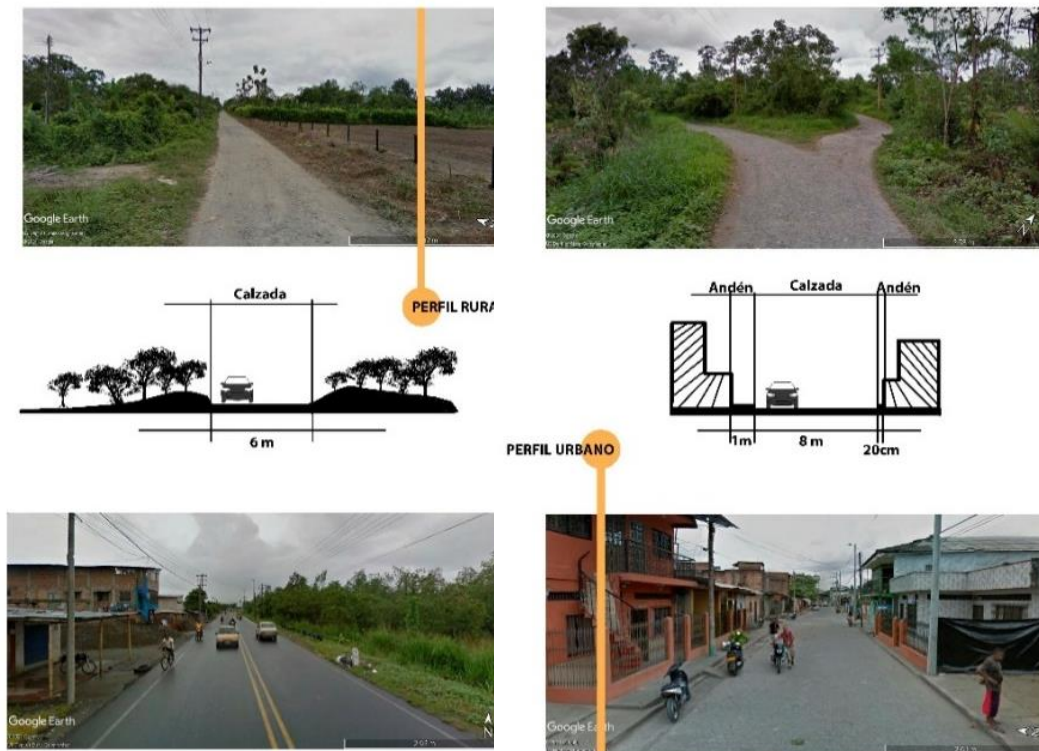 Google Earth
Google Earth
Calzada
PERFIL RURA
6 m
Andén Calzada Andén
1m 8 m
20cm
PERFIL URBANO
Google Earth
N
Google Earth